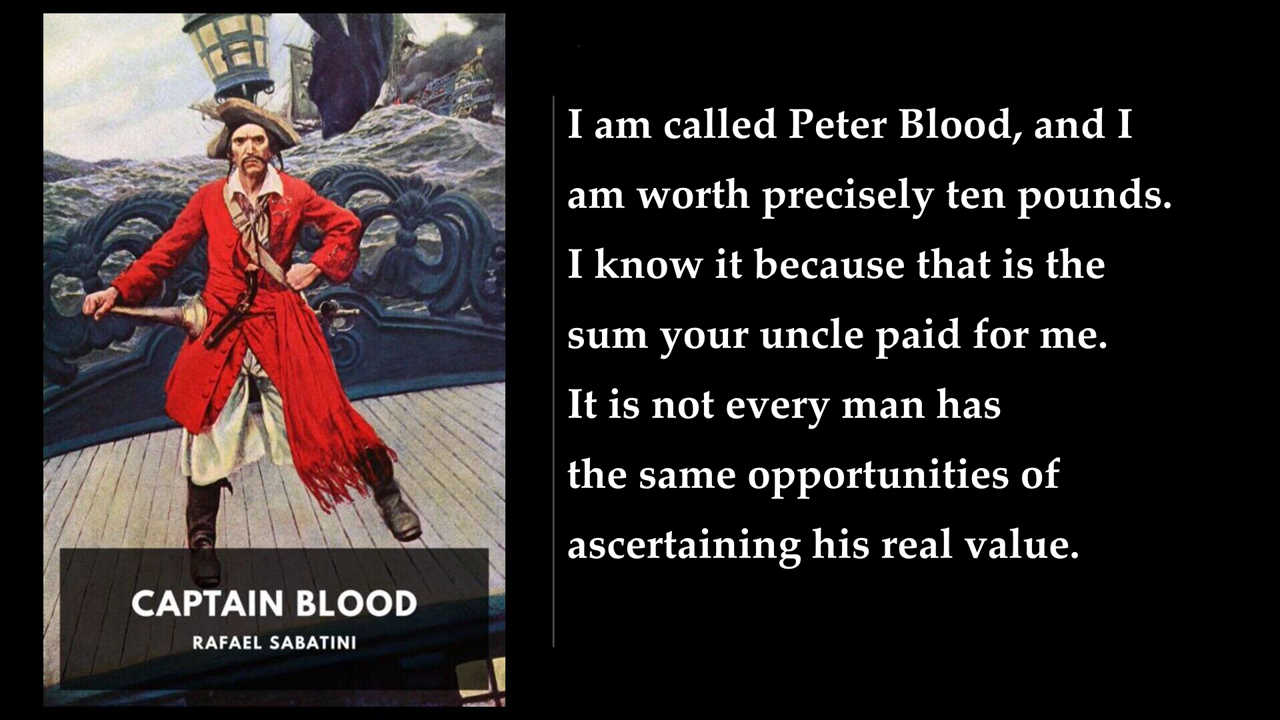 CAPTAIN BLOOD
RAFAEL SABATINI
I am called Peter Blood, and I
am worth precisely ten pounds.
I know it because that is the
sum your uncle paid for me.
It is not every man has
the same opportunities of
ascertaining his real value.